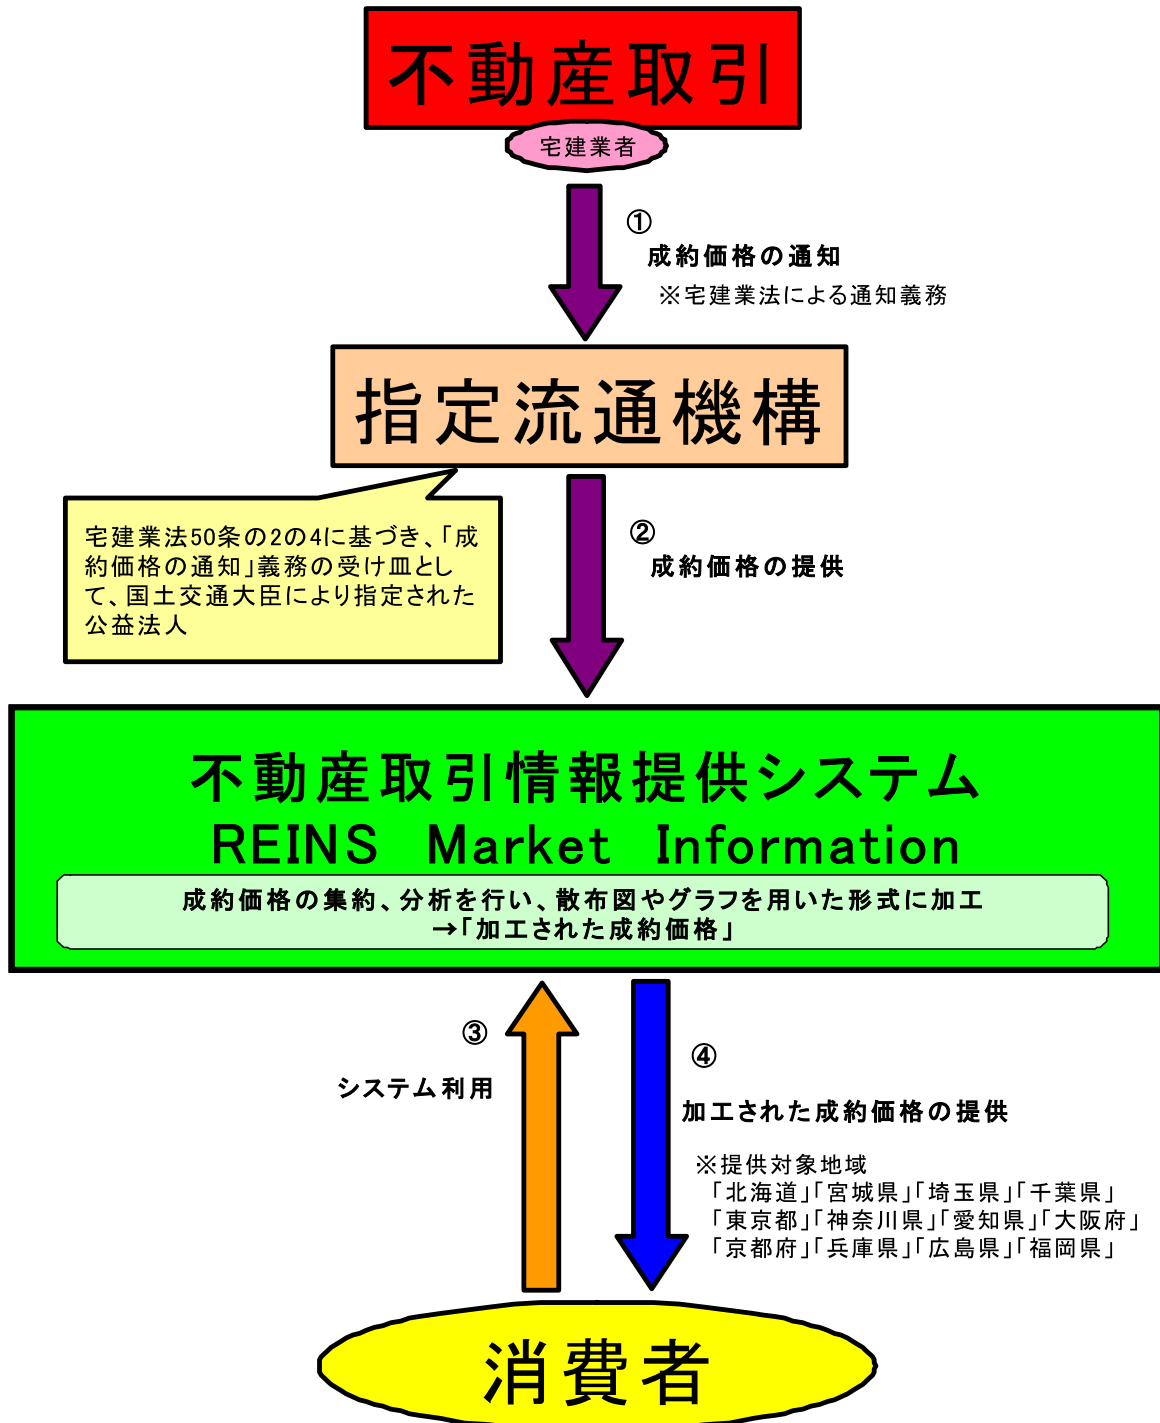 不動産取引
宅建業者
①
成約価格の通知
※宅建業法による通知義務
指定流通機構
宅建業法50条の2の4に基づき、「成
約価格の通知」義務の受け皿とし
て、国土交通大臣により指定された
公益法人
②
成約価格の提供
不動産取引情報提供システム
REINS Market Information
成約価格の集約、分析を行い、散布図やグラフを用いた形式に加工
→「加工された成約価格」
③
システム利用
④
加工された成約価格の提供
※提供対象地域
「北海道」「宮城県」「埼玉県」「千葉県」
「東京都」「神奈川県」「愛知県」「大阪府」
「京都府」「兵庫県」「広島県」「福岡県」
消費者